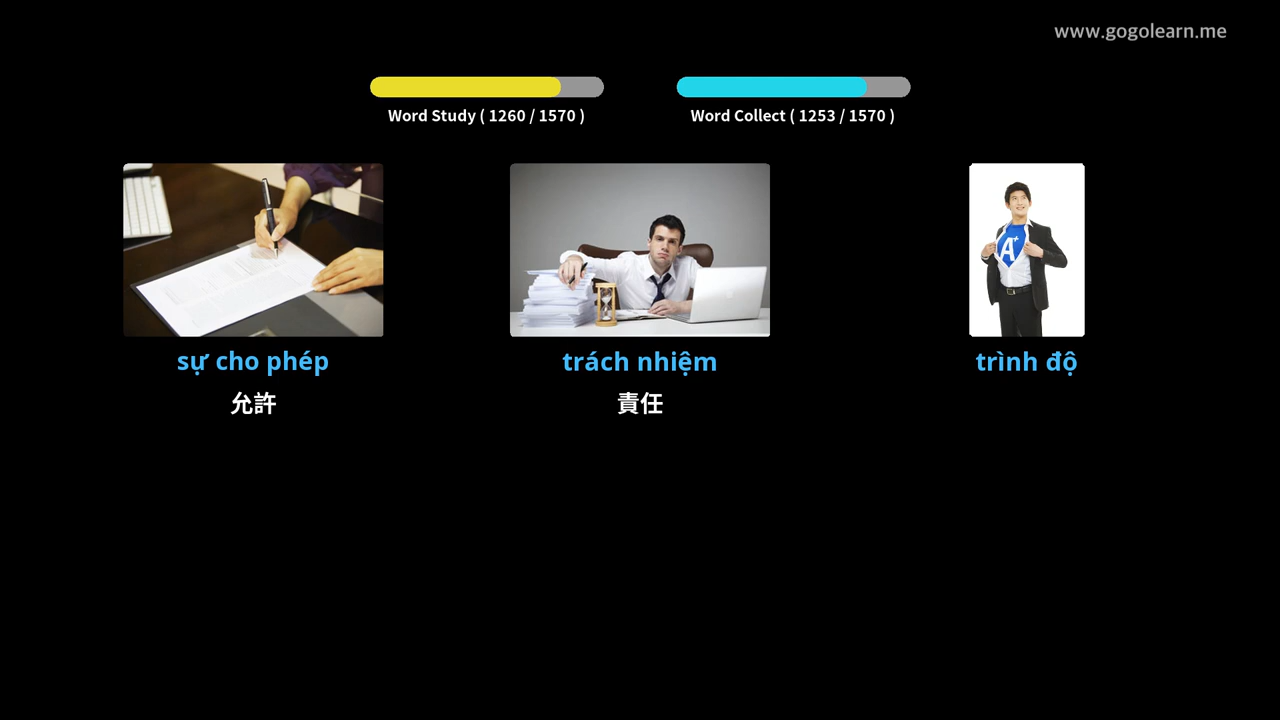 www.gogolearn.me
Word Study ( 1260 / 1570 )
Word Collect ( 1253 / 1570 )
A+
sự cho phép
trách nhiệm
trình độ
允許
責任